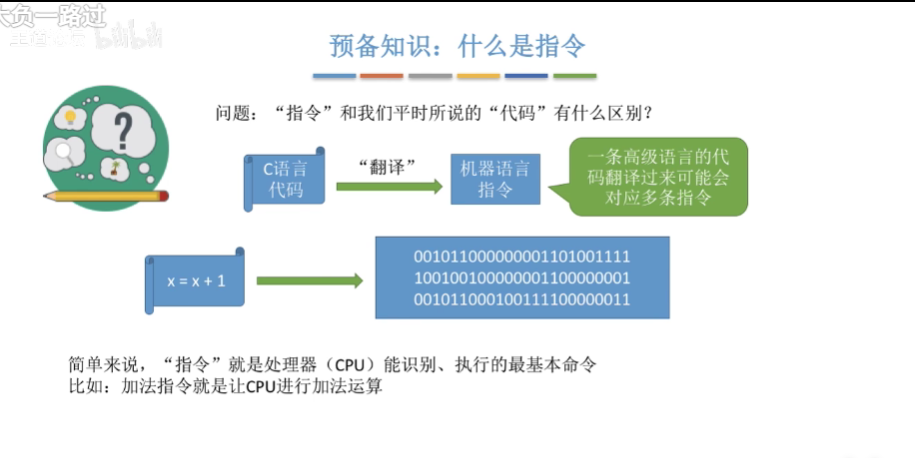 大负一路过
bilibili
预备知识：什么是指令
问题：“指令”和我们平时所说的“代码”有什么区别？
C语言
代码
“翻译”
机器语言
指令
一条高级语言的代
码翻译过来可能会
对应多条指令
?
x = x + 1
001011000000001101001111
100100100000001100000001
001011000100111100000011
简单来说，“指令”就是处理器（CPU）能识别、执行的最基本命令
比如：加法指令就是让CPU进行加法运算